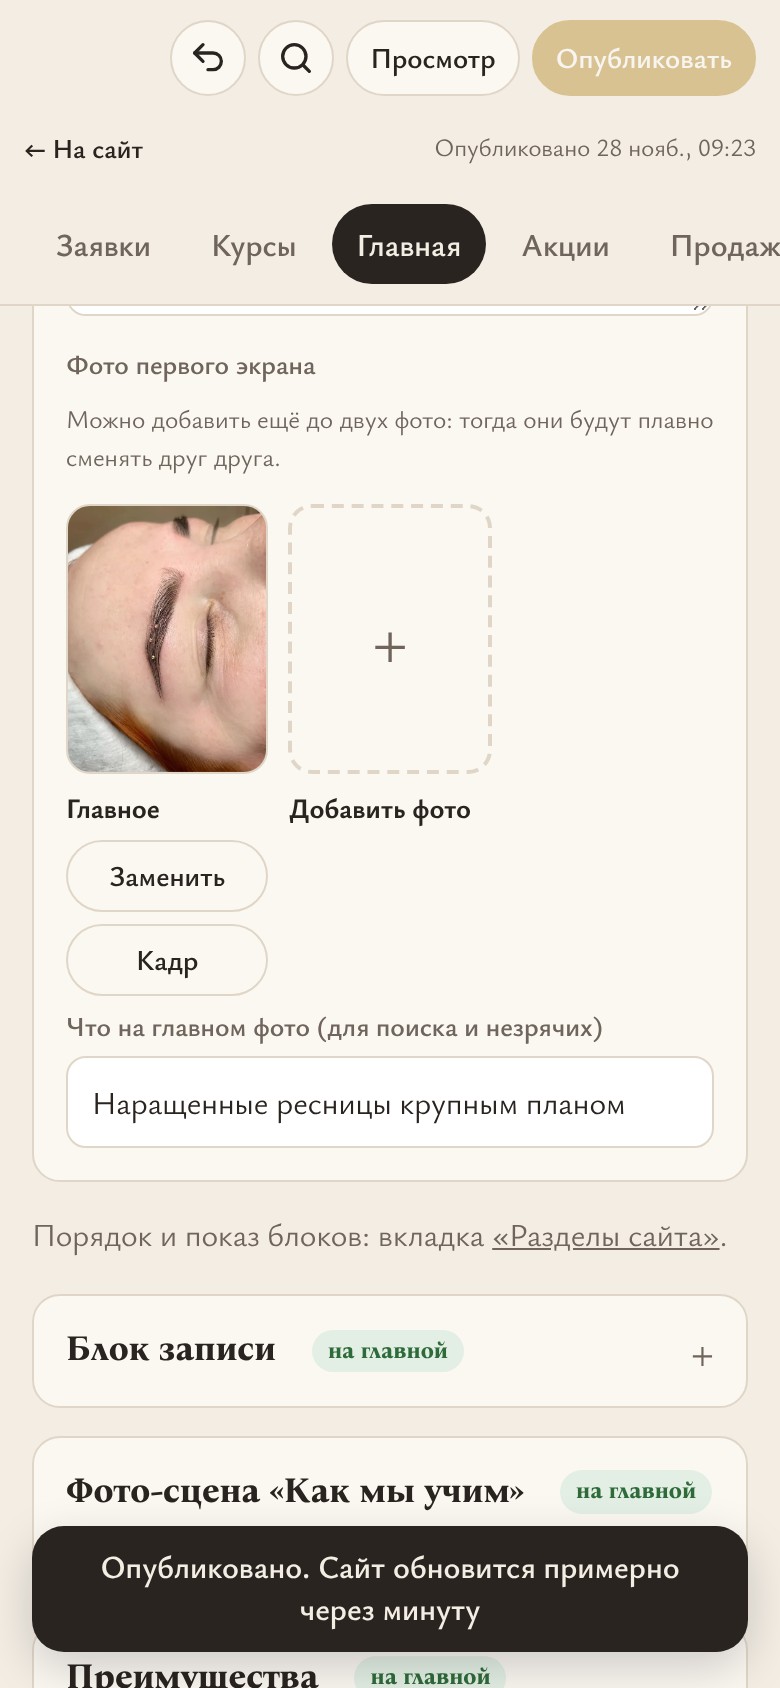 Просмотр
Опубликовать
← На сайт
Опубликовано 28 нояб., 09:23
Заявки
Курсы
Главная
Акции
Продаж
Фото первого экрана
Можно добавить ещё до двух фото: тогда они будут плавно
сменять друг друга.
+
Главное
Добавить фото
Заменить
Кадр
Что на главном фото (для поиска и незрячих)
Наращенные ресницы крупным планом
Порядок и показ блоков: вкладка «Разделы сайта».
Блок записи
на главной
+
Фото-сцена «Как мы учим»
на главной
Опубликовано. Сайт обновится примерно
через минуту
Преимущества
на главной